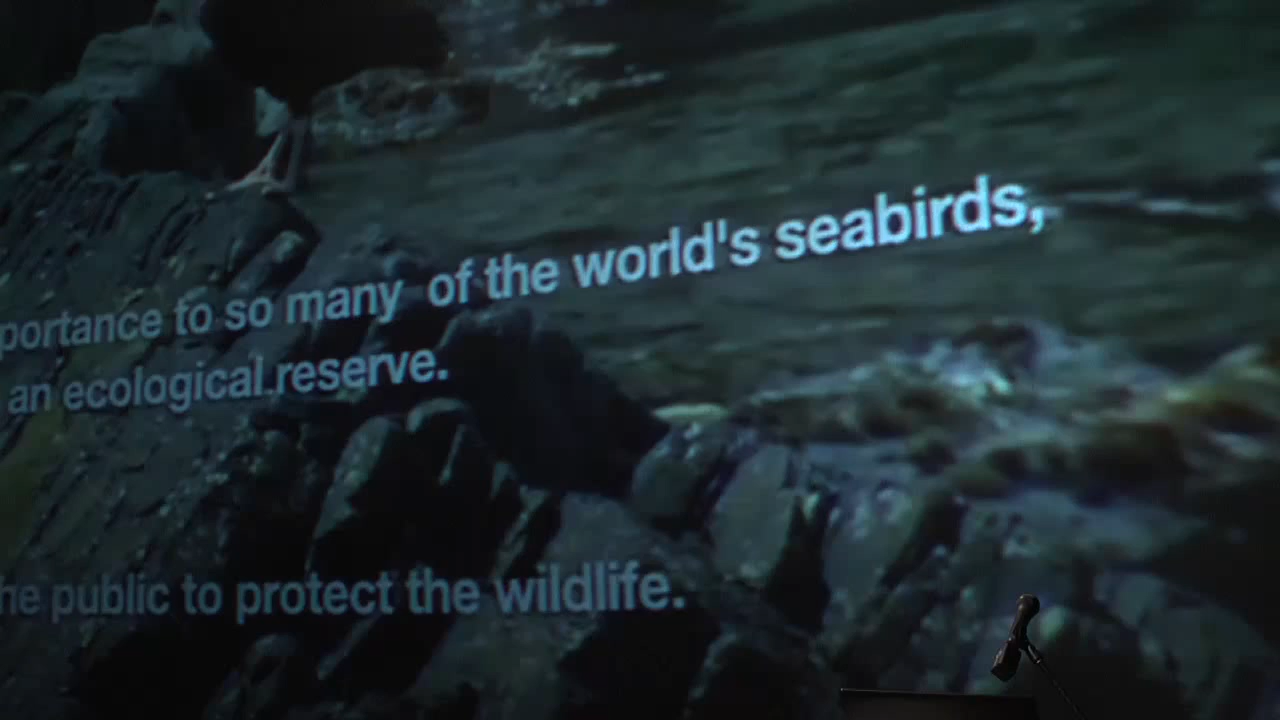 portance to so many of the world's seabirds,
an ecological reserve.
he public to protect the wildlife.